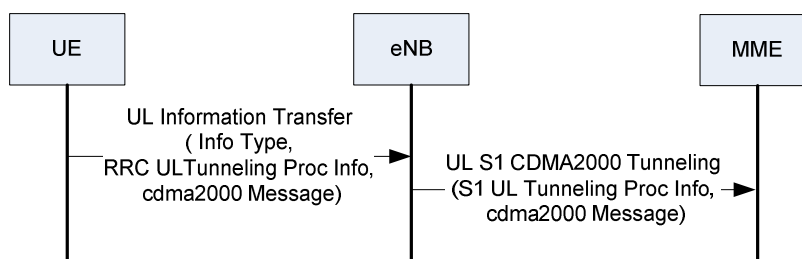 UE
eNB
MME
UL Information Transfer
( Info Type,
RRC ULTunneling Proc Info,
cdma2000 Message)
UL S1 CDMA2000 Tunneling
(S1 UL Tunneling Proc Info,
cdma2000 Message)